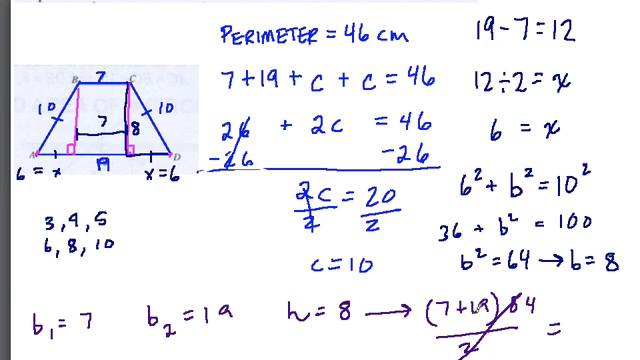 PERIMETER = 46 cm
7 + 19 + c + c = 46
26 + 2c = 46
-26 -26
2c = 20
2 2
c = 10
19 - 7 = 12
12 ÷ 2 = x
6 = x
6² + b² = 10²
36 + b² = 100
b² = 64 → b = 8
7
B C
10 10
7
8
A 19 D
6 = x x = 6
3, 4, 5
6, 8, 10
b₁ = 7 b₂ = 19 h = 8 → (7 + 19) 8 4 =
2